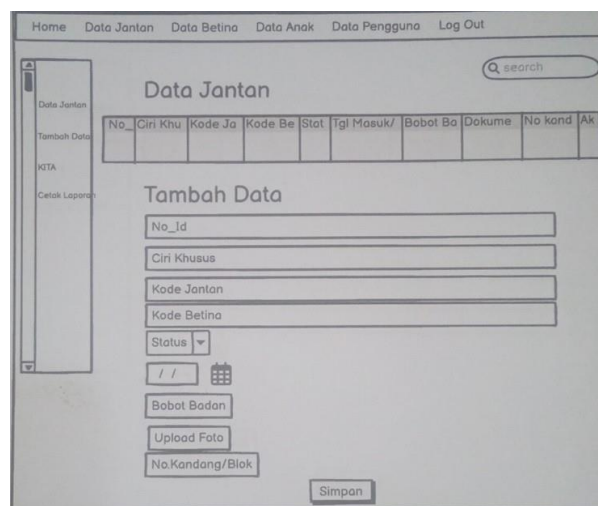 Home Data Jantan Data Betina Data Anak Data Pengguna Log Out
search
Data Jantan
Tambah Data
KITA
Cetak Laporan
Data Jantan
No_ Ciri Khu Kode Ja Kode Be Stat Tgl Masuk/ Bobot Ba Dokume No kand Ak
Tambah Data
No_Id
Ciri Khusus
Kode Jantan
Kode Betina
Status
/ /
Bobot Badan
Upload Foto
No.Kandang/Blok
Simpan